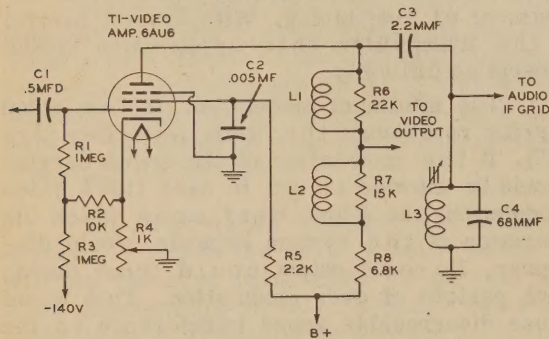 T1-VIDEO
AMP. 6AU6
C3
2.2MMF
C1
.5MFD
C2
.005MF
L1
R6
22K
TO
VIDEO
OUTPUT
TO
AUDIO
IF GRID
R1
1MEG
R2
10K
R4
1K
R3
1MEG
-140V
L2
R7
15K
L3
C4
68MMF
R5
2.2K
R8
6.8K
B+